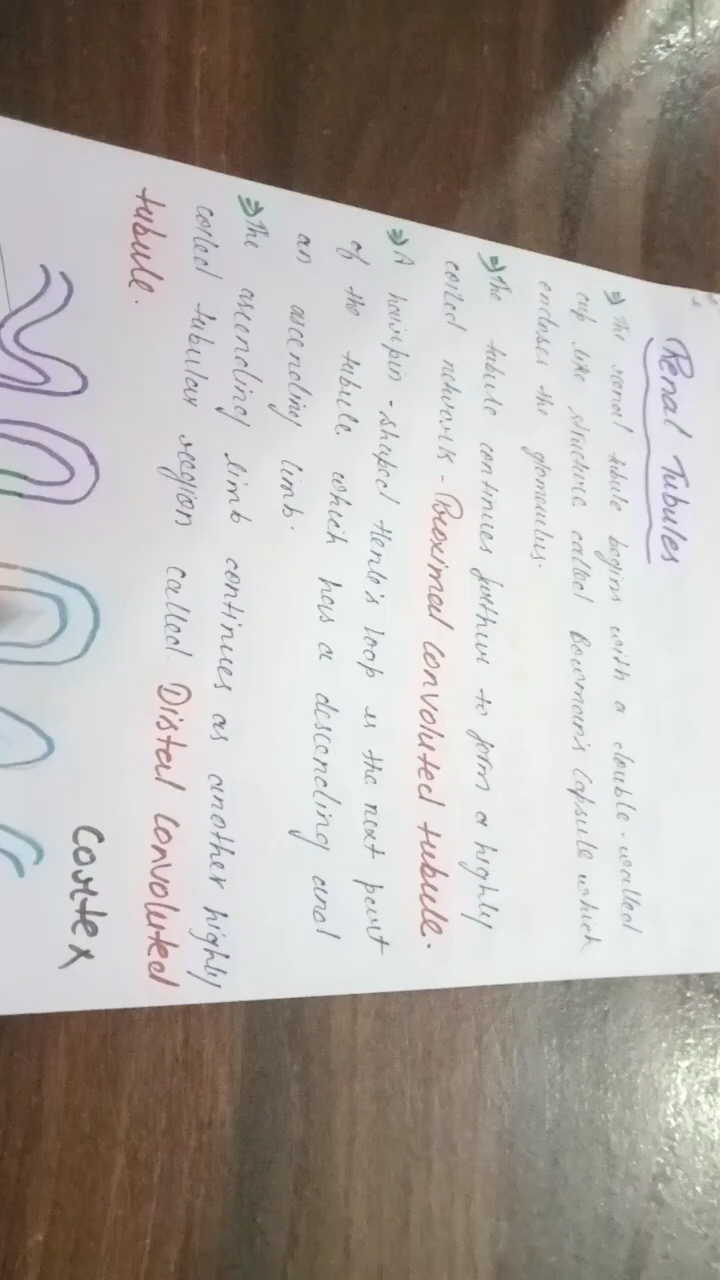 Renal Tubules
⇒ The renal tubule begins with a double-walled
cup like structure called Bowman's Capsule which
encloses the glomerulus.
⇒ The tubule continues further to form a highly
coiled network - Proximal convoluted tubule.
⇒ A hairpin-shaped Henle's loop is the next part
of the tubule which has a descending and
an ascending limb.
⇒ The ascending limb continues as another highly
coiled tubular region called Distal convoluted
tubule.
Cortex